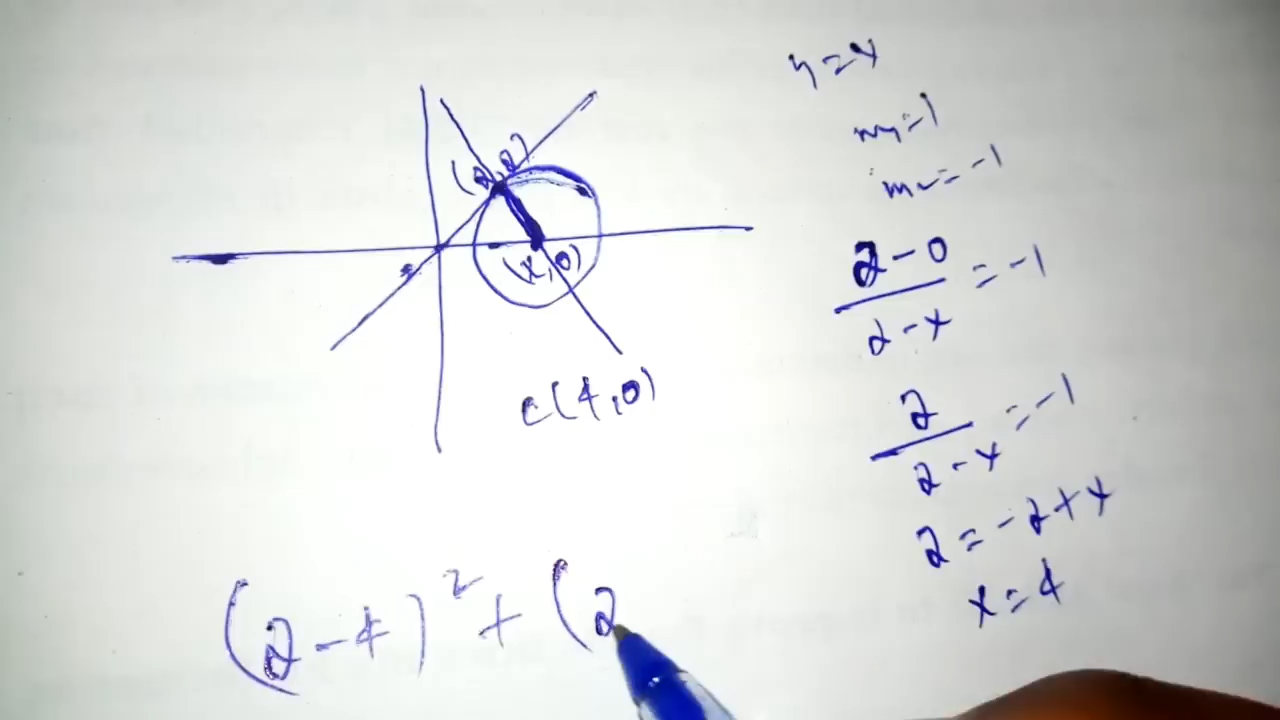 y = x
m₁ = 1
m₂ = -1
(2,2)
(x,0)
2-0
2-x
= -1
C(4,0)
2
2-x
= -1
2 = -2+x
x = 4
(2-4)² + (2